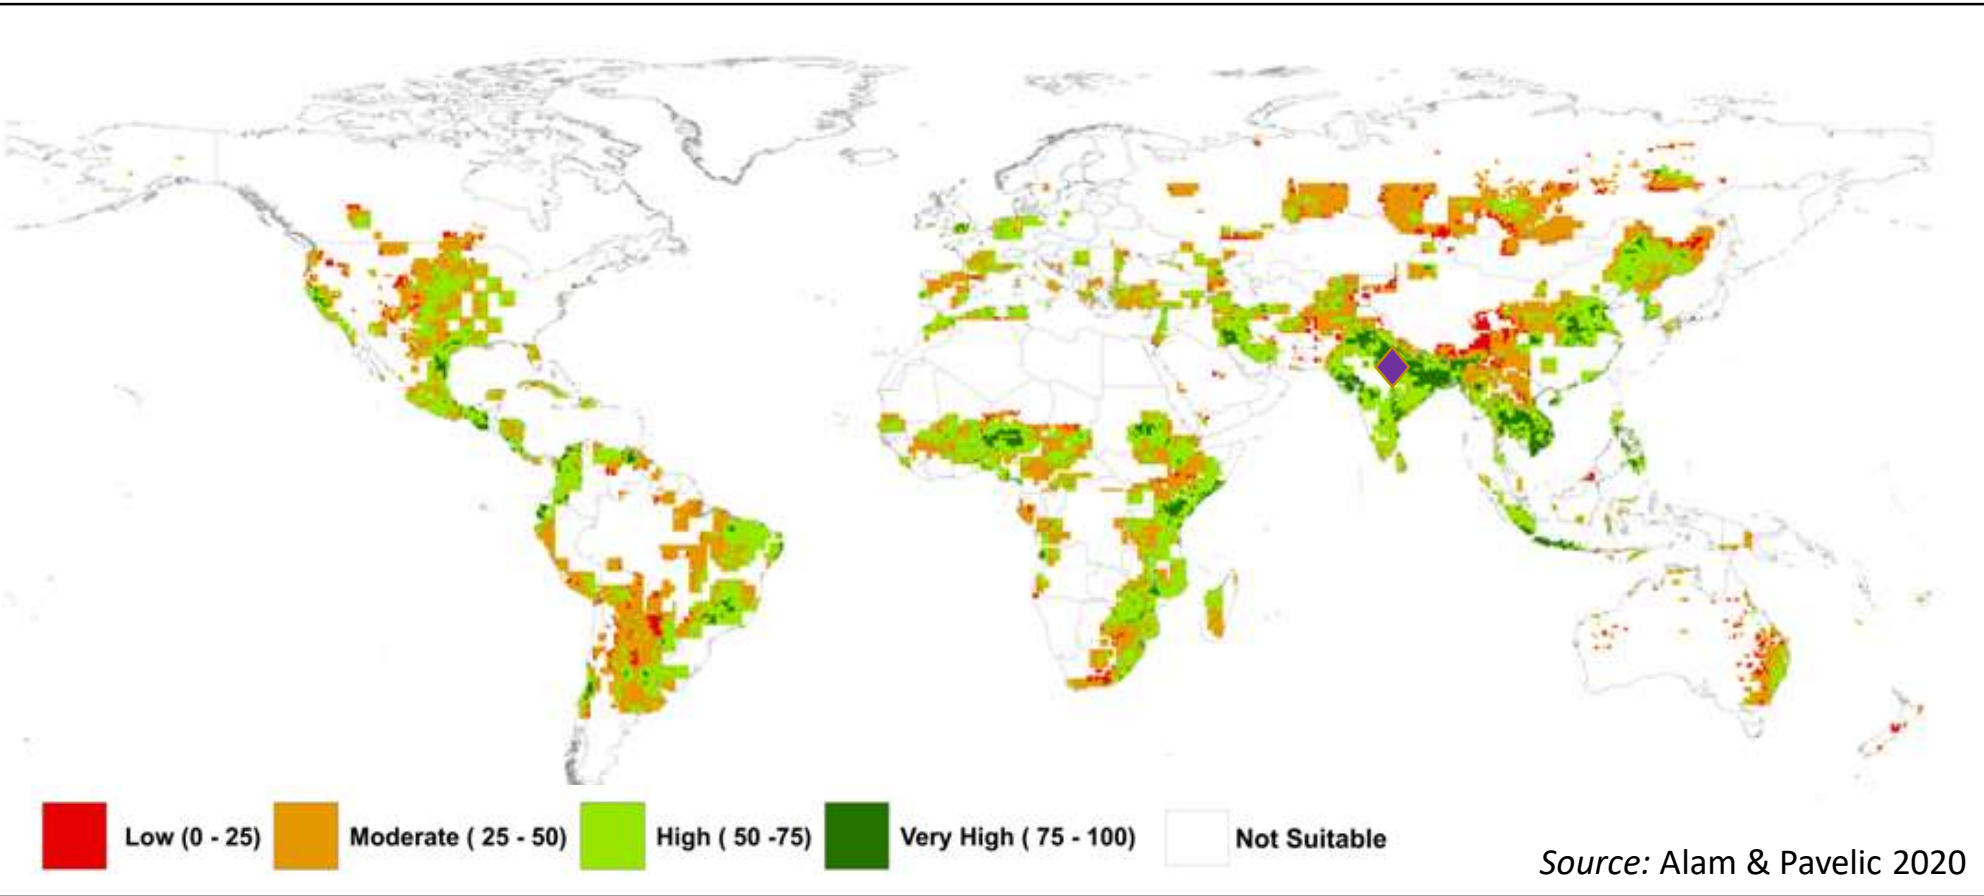 Low (0 - 25) Moderate ( 25 - 50) High ( 50 -75) Very High ( 75 - 100) Not Suitable
Source: Alam & Pavelic 2020